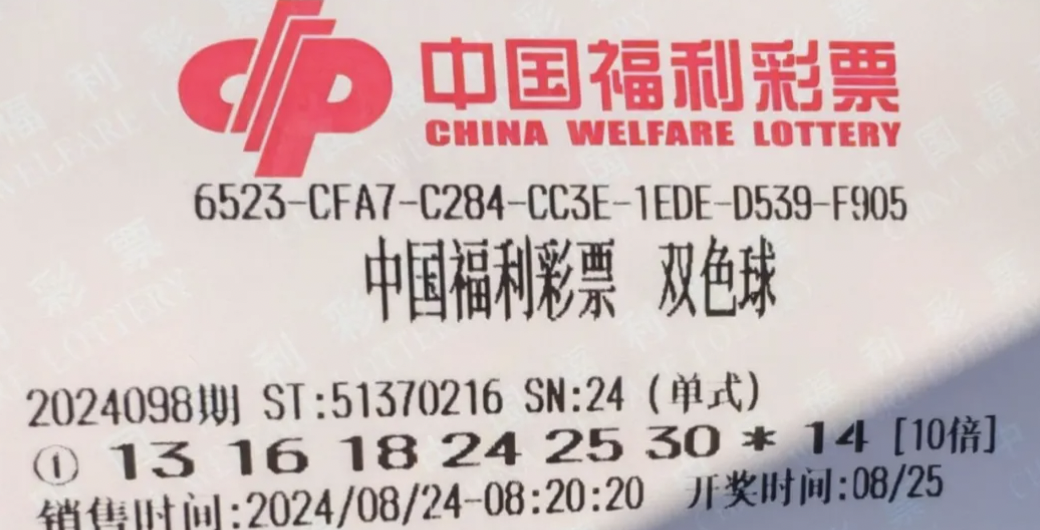 中国福利彩票
CHINA WELFARE LOTTERY
6523-CFA7-C284-CC3E-1EDE-D539-F905
中国福利彩票 双色球
2024098期 ST:51370216 SN:24 (单式)
① 13 16 18 24 25 30 * 14 [10倍]
销售时间:2024/08/24-08:20:20 开奖时间:08/25